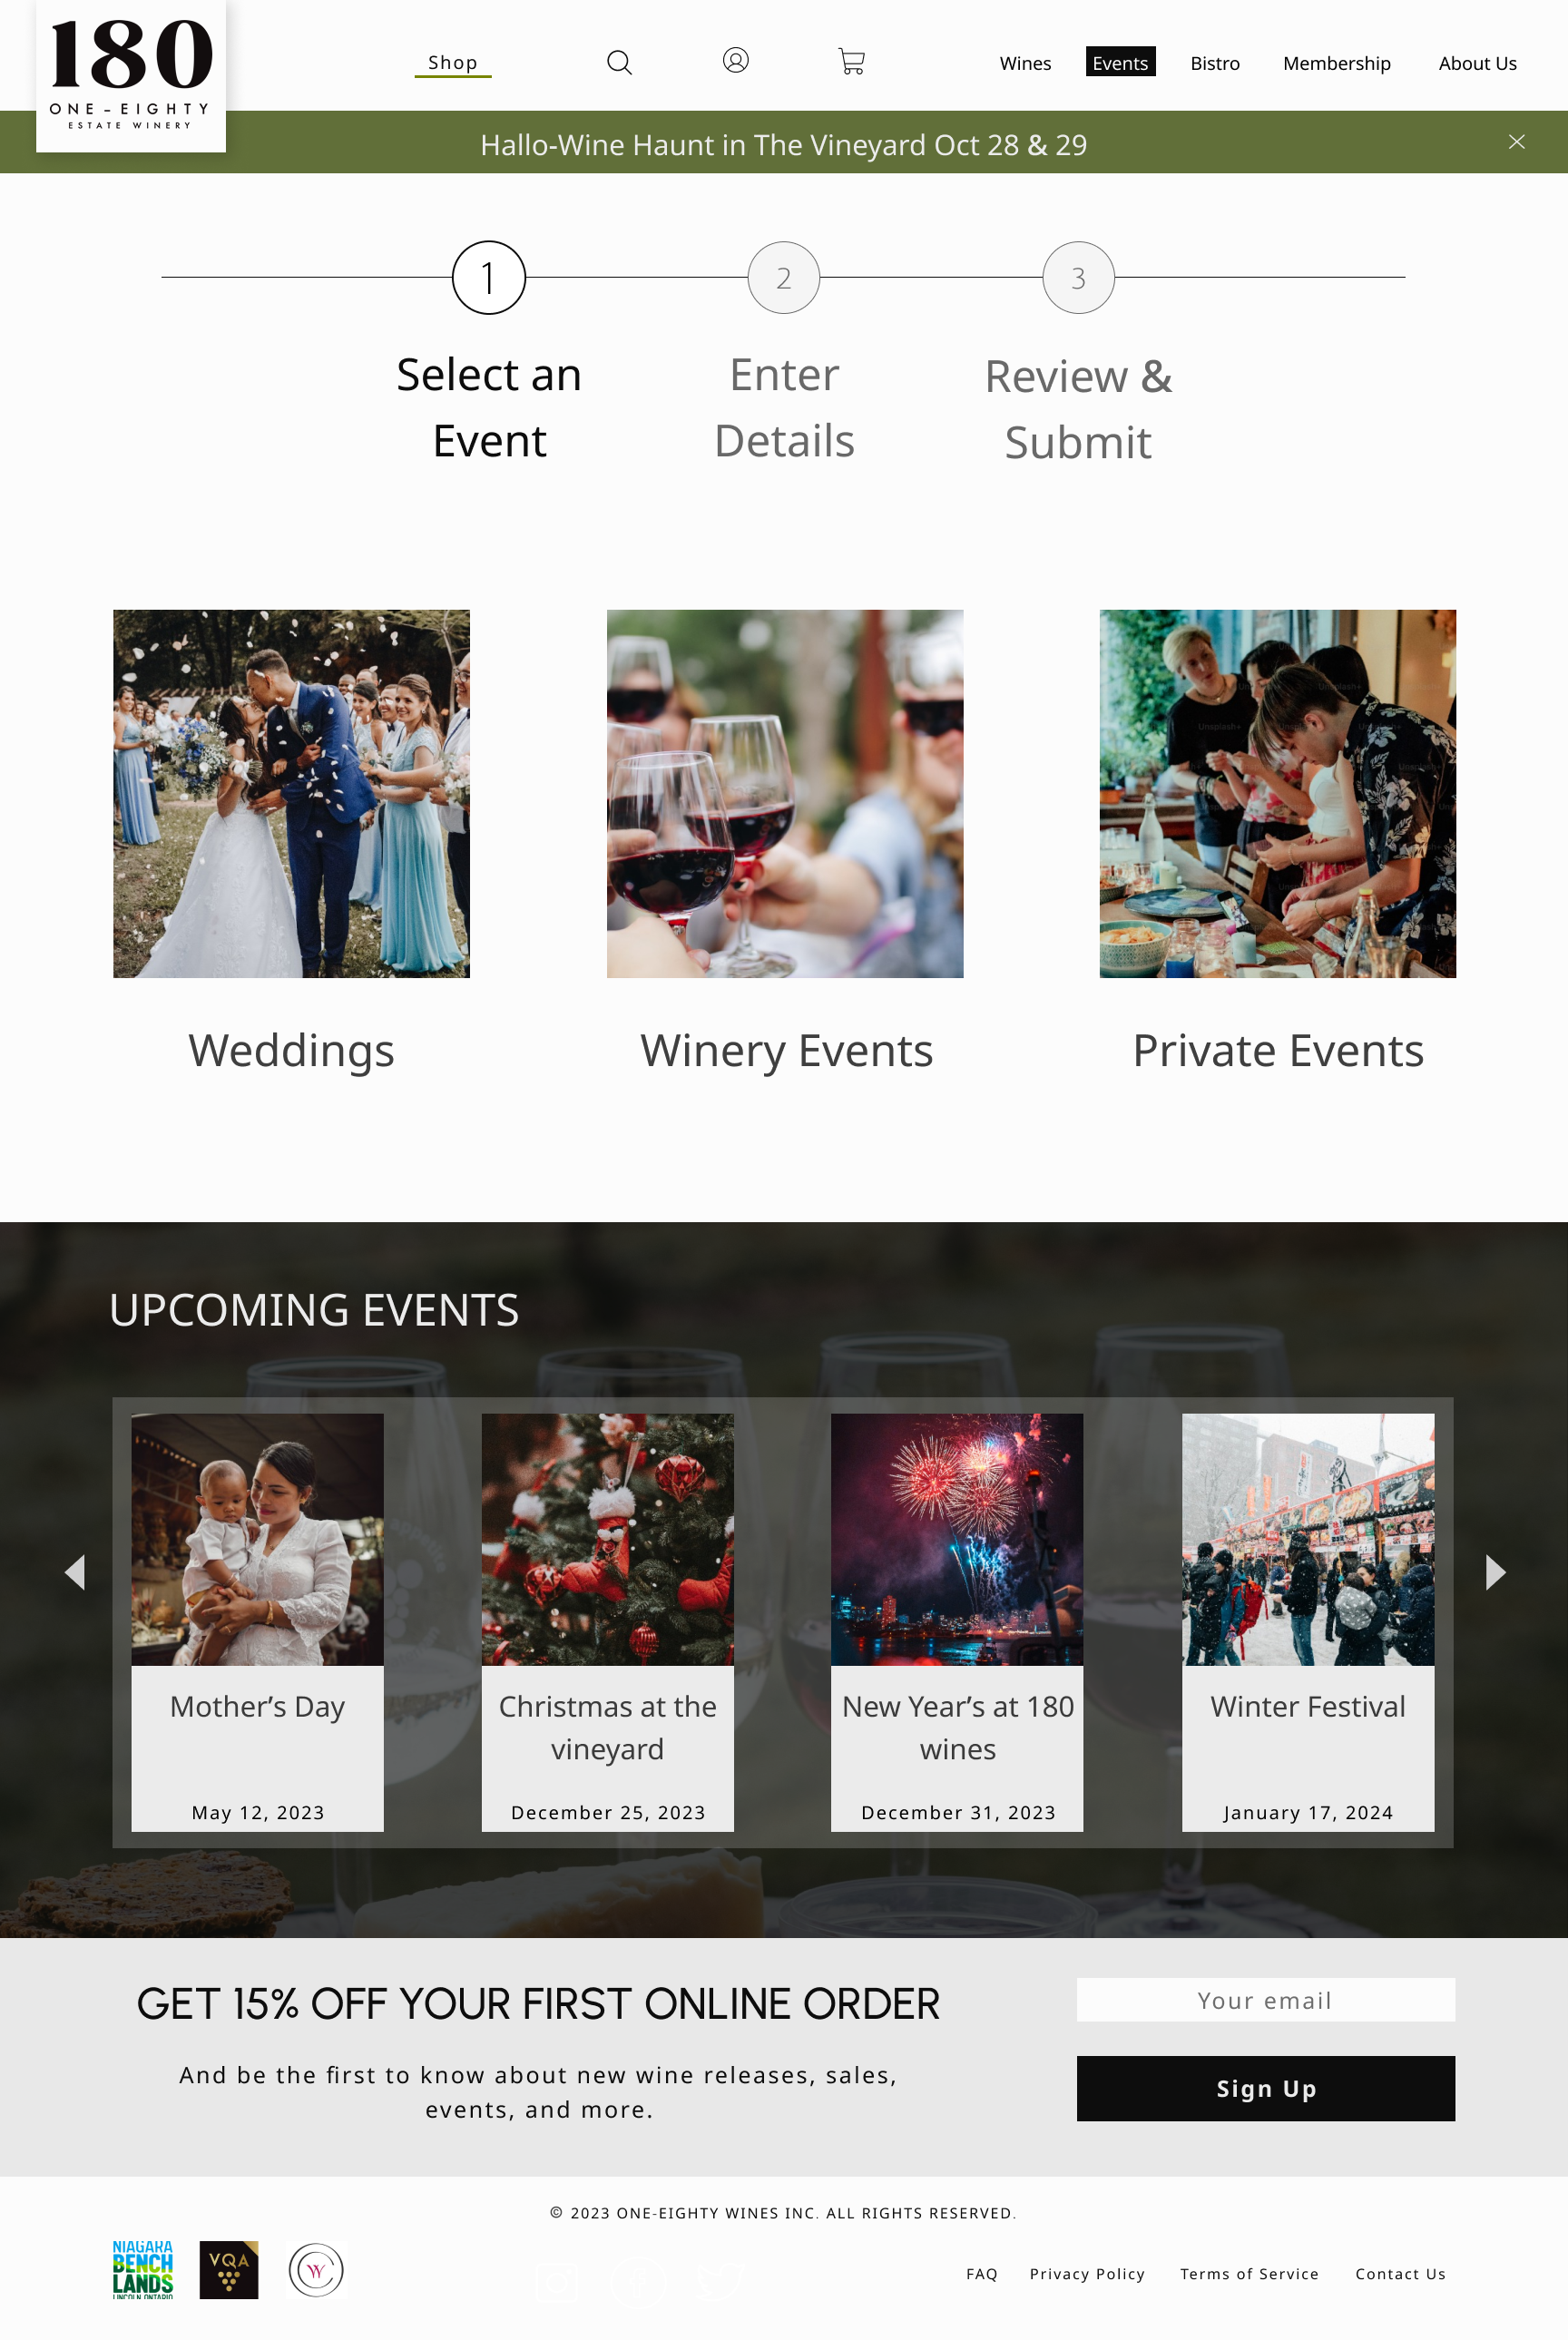 180
ONE-EIGHTY
ESTATE WINERY
Shop
Wines
Events
Bistro
Membership
About Us
Hallo-Wine Haunt in The Vineyard Oct 28 & 29
1
2
3
Select an
Event
Enter
Details
Review &
Submit
Unsplash+
Weddings
Winery Events
Private Events
UPCOMING EVENTS
Mother's Day
May 12, 2023
Christmas at the
vineyard
December 25, 2023
New Year's at 180
wines
December 31, 2023
Winter Festival
January 17, 2024
GET 15% OFF YOUR FIRST ONLINE ORDER
And be the first to know about new wine releases, sales,
events, and more.
Your email
Sign Up
© 2023 ONE-EIGHTY WINES INC. ALL RIGHTS RESERVED.
NIAGARA
BENCH
LANDS
LINCOLN ONTARIO
VQA
W
FAQ
Privacy Policy
Terms of Service
Contact Us